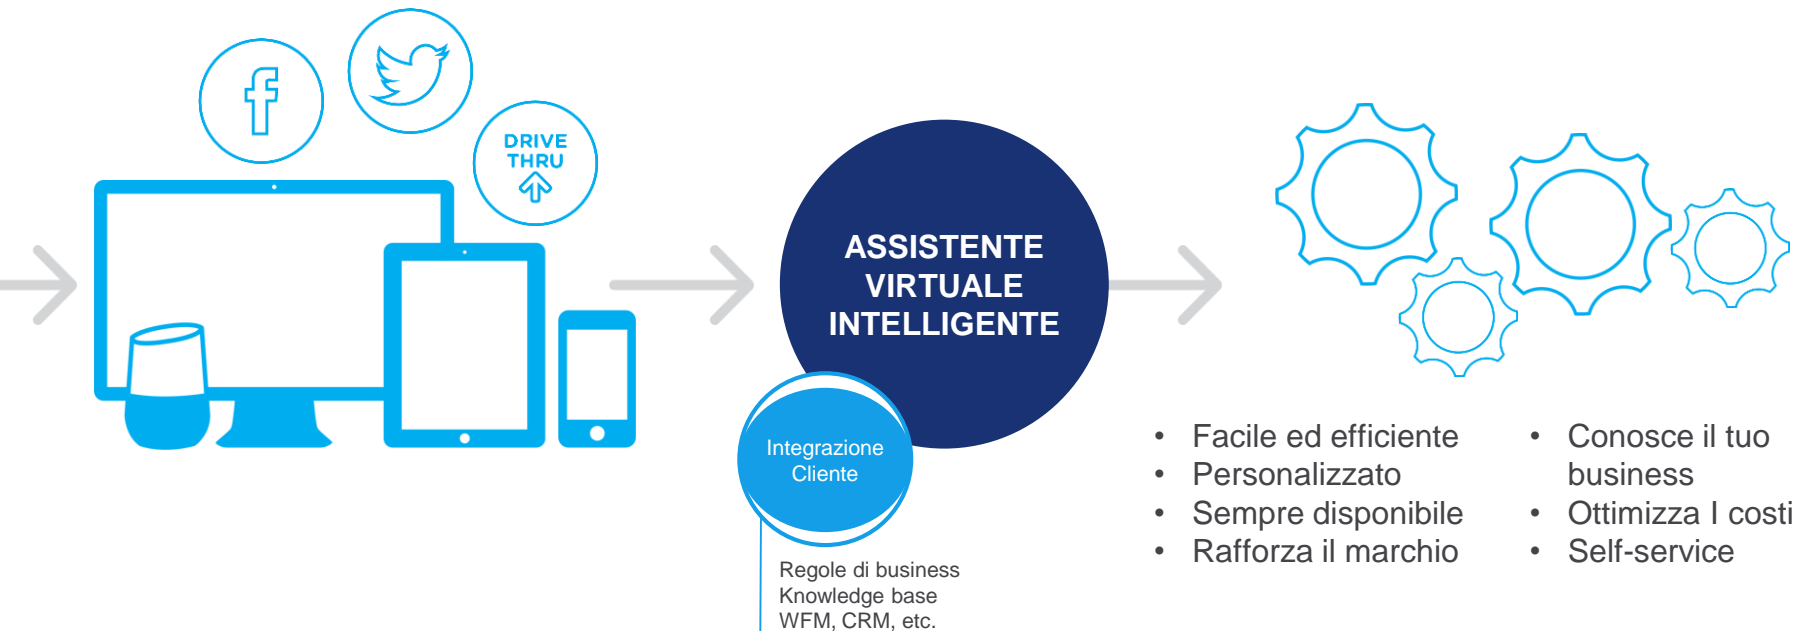 DRIVE
THRU
ASSISTENTE
VIRTUALE
INTELLIGENTE
Integrazione
Cliente
Regole di business
Knowledge base
WFM, CRM, etc.
• Facile ed efficiente
• Personalizzato
• Sempre disponibile
• Rafforza il marchio
• Conosce il tuo
business
• Ottimizza I costi
• Self-service